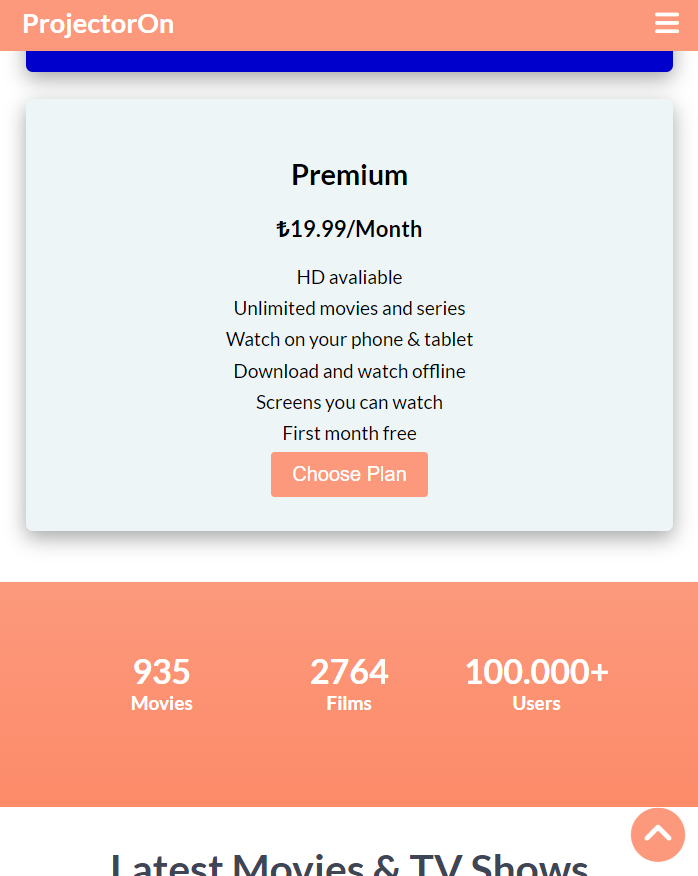 ProjectorOn
Premium
₺19.99/Month
HD avaliable
Unlimited movies and series
Watch on your phone & tablet
Download and watch offline
Screens you can watch
First month free
Choose Plan
935 2764 100.000+
Movies Films Users
Latest Movies & TV Shows